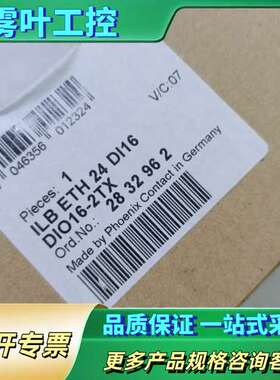 雾叶工控
046356 012324
V/C:07
Pieces: 1
ILB ETH 24 DI16
DIO16-2TX
Ord.No.: 28 32 96 2
Made by Phoenix Contact in Germany
开专票
品质保证 一站式采
更多产品规格咨询客